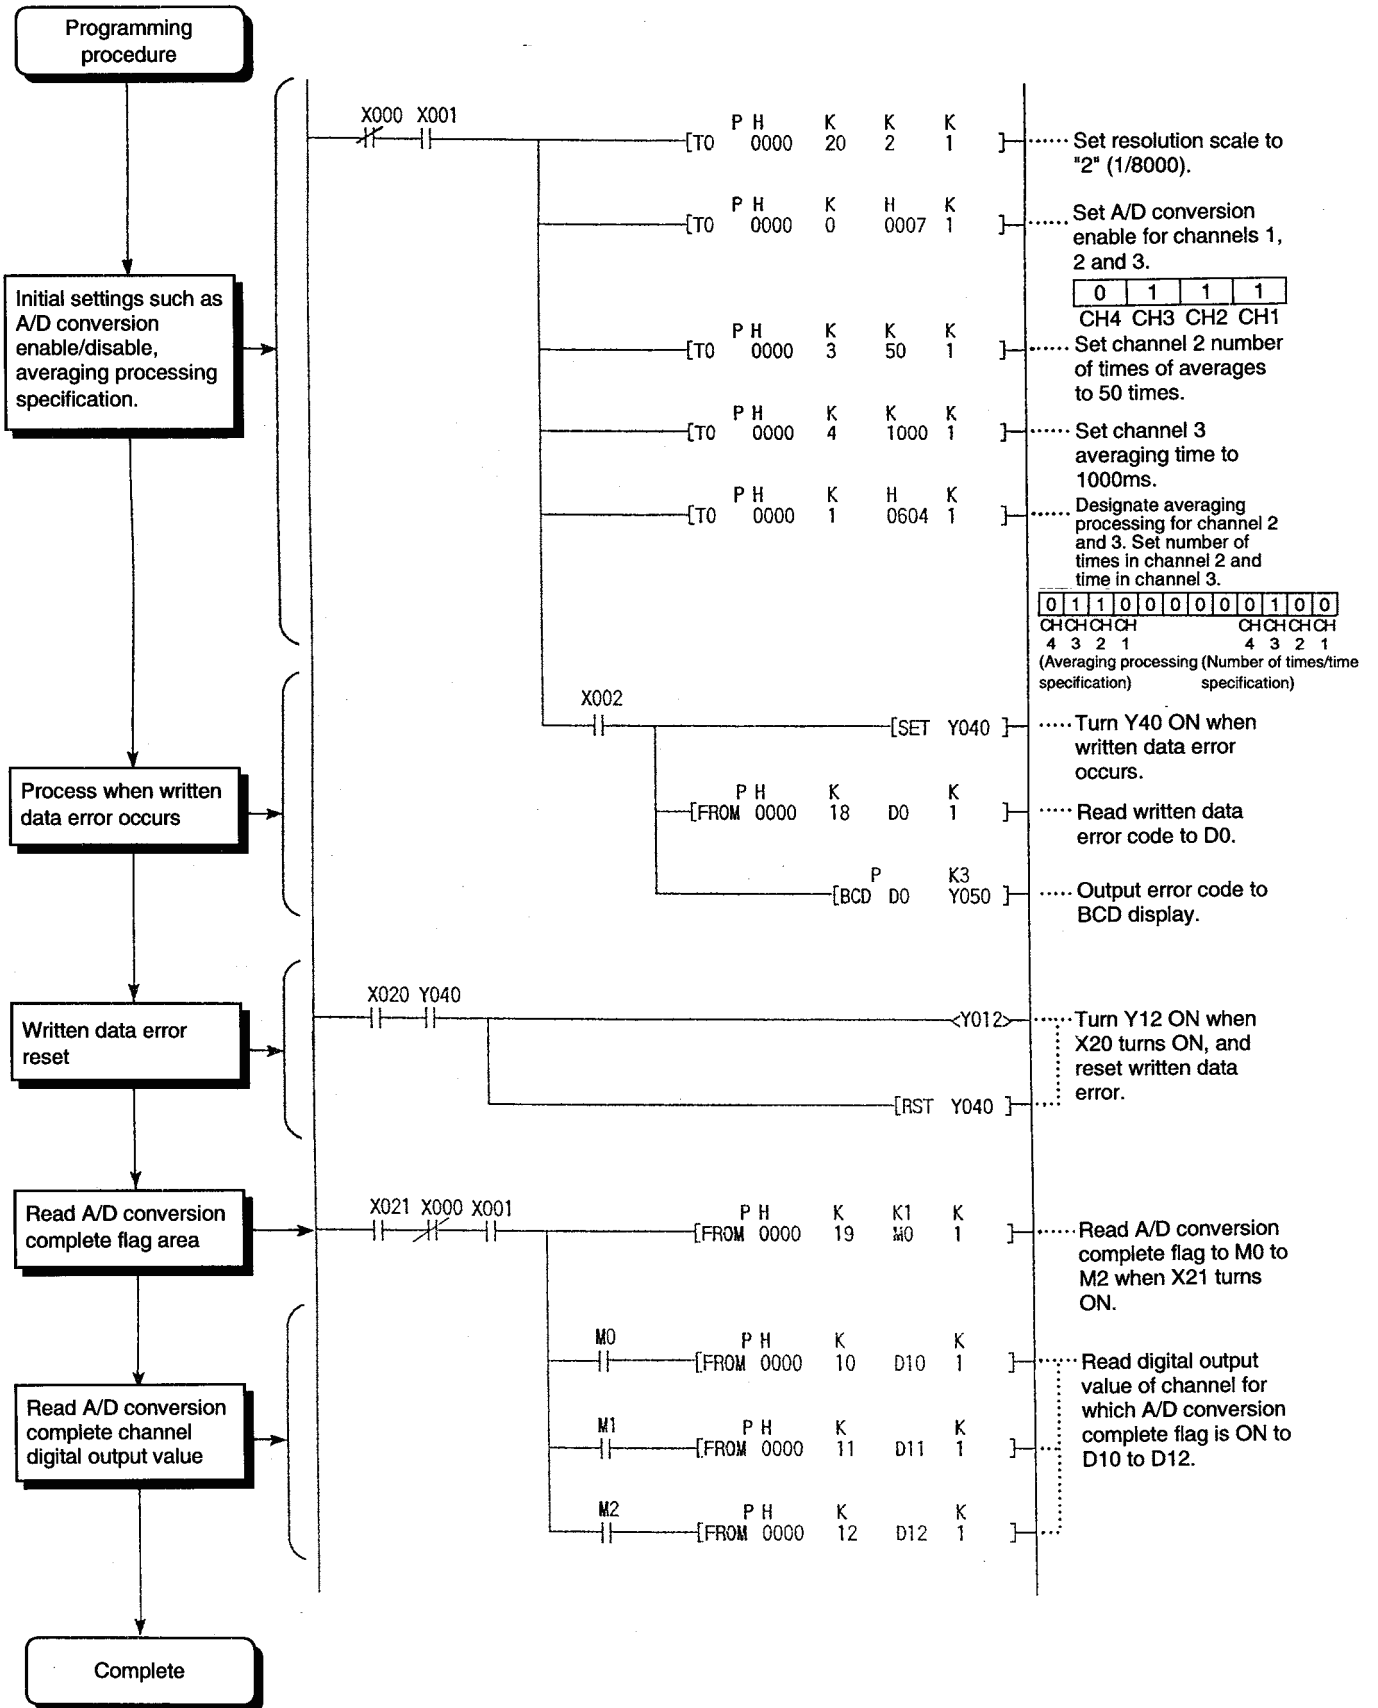 Programming
procedure
X000 X001
P H K K K
[TO 0000 20 2 1 ]
Set resolution scale to
"2" (1/8000).
P H K H K
[TO 0000 0 0007 1 ]
Set A/D conversion
enable for channels 1,
2 and 3.
0 1 1 1
CH4 CH3 CH2 CH1
Initial settings such as
A/D conversion
enable/disable,
averaging processing
specification.
P H K K K
[TO 0000 3 50 1 ]
Set channel 2 number
of times of averages
to 50 times.
P H K K K
[TO 0000 4 1000 1 ]
Set channel 3
averaging time to
1000ms.
P H K H K
[TO 0000 1 0604 1 ]
Designate averaging
processing for channel 2
and 3. Set number of
times in channel 2 and
time in channel 3.
0 1 1 0 0 0 0 0 0 1 0 0
CH CH CH CH CH CH CH CH
4 3 2 1 4 3 2 1
(Averaging processing (Number of times/time
specification) specification)
X002
[SET Y040 ]
Turn Y40 ON when
written data error
occurs.
Process when written
data error occurs
P H K K
[FROM 0000 18 D0 1 ]
Read written data
error code to D0.
P K3
[BCD D0 Y050 ]
Output error code to
BCD display.
Written data error
reset
X020 Y040
<Y012>
Turn Y12 ON when
X20 turns ON, and
reset written data
error.
[RST Y040 ]
Read A/D conversion
complete flag area
X021 X000 X001
P H K K1 K
[FROM 0000 19 M0 1 ]
Read A/D conversion
complete flag to M0 to
M2 when X21 turns
ON.
Read A/D conversion
complete channel
digital output value
M0
P H K K
[FROM 0000 10 D10 1 ]
Read digital output
value of channel for
which A/D conversion
complete flag is ON to
D10 to D12.
M1
P H K K
[FROM 0000 11 D11 1 ]
M2
P H K K
[FROM 0000 12 D12 1 ]
Complete